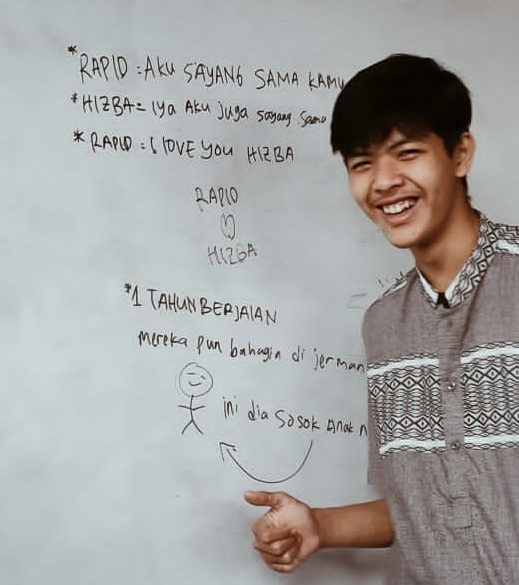 *RAPID : AKU SAYANG SAMA KAMU
*HIZBA = iya AKU juga sayang sama
* RAPID : I LOVE YOU HIZBA
RAPID
♡
HIZBA
*1 TAHUN BERJALAN
mereka pun bahagia di jerman
ini dia sosok Anak n